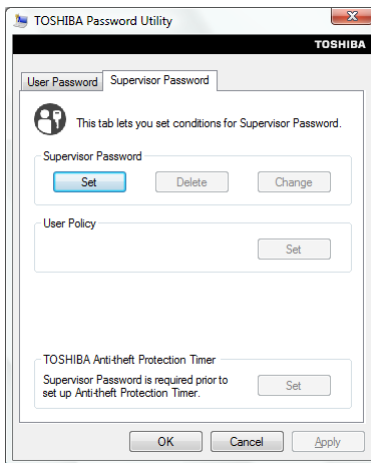 TOSHIBA Password Utility
TOSHIBA
User Password Supervisor Password
This tab lets you set conditions for Supervisor Password.
Supervisor Password
Set Delete Change
User Policy
Set
TOSHIBA Anti-theft Protection Timer
Supervisor Password is required prior to
set up Anti-theft Protection Timer.
Set
OK Cancel Apply